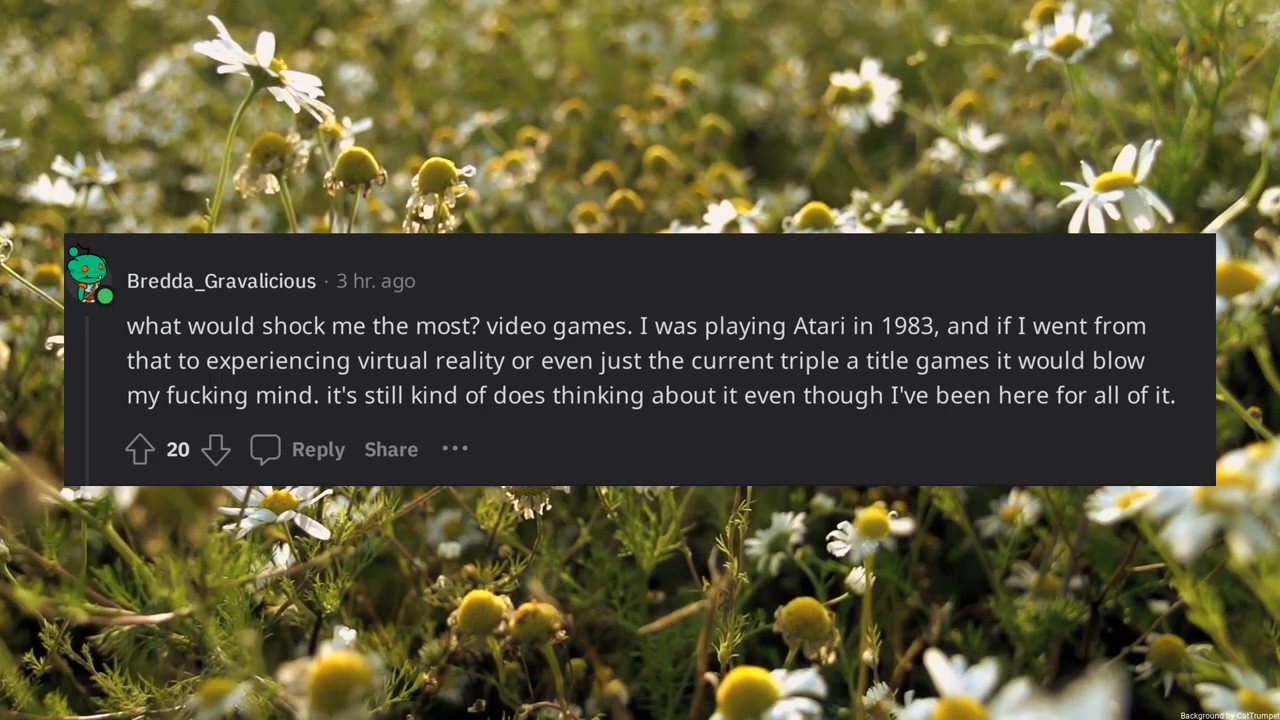 Bredda_Gravalicious · 3 hr. ago
what would shock me the most? video games. I was playing Atari in 1983, and if I went from
that to experiencing virtual reality or even just the current triple a title games it would blow
my fucking mind. it's still kind of does thinking about it even though I've been here for all of it.
20 Reply Share ···
Background by CatTrumpet